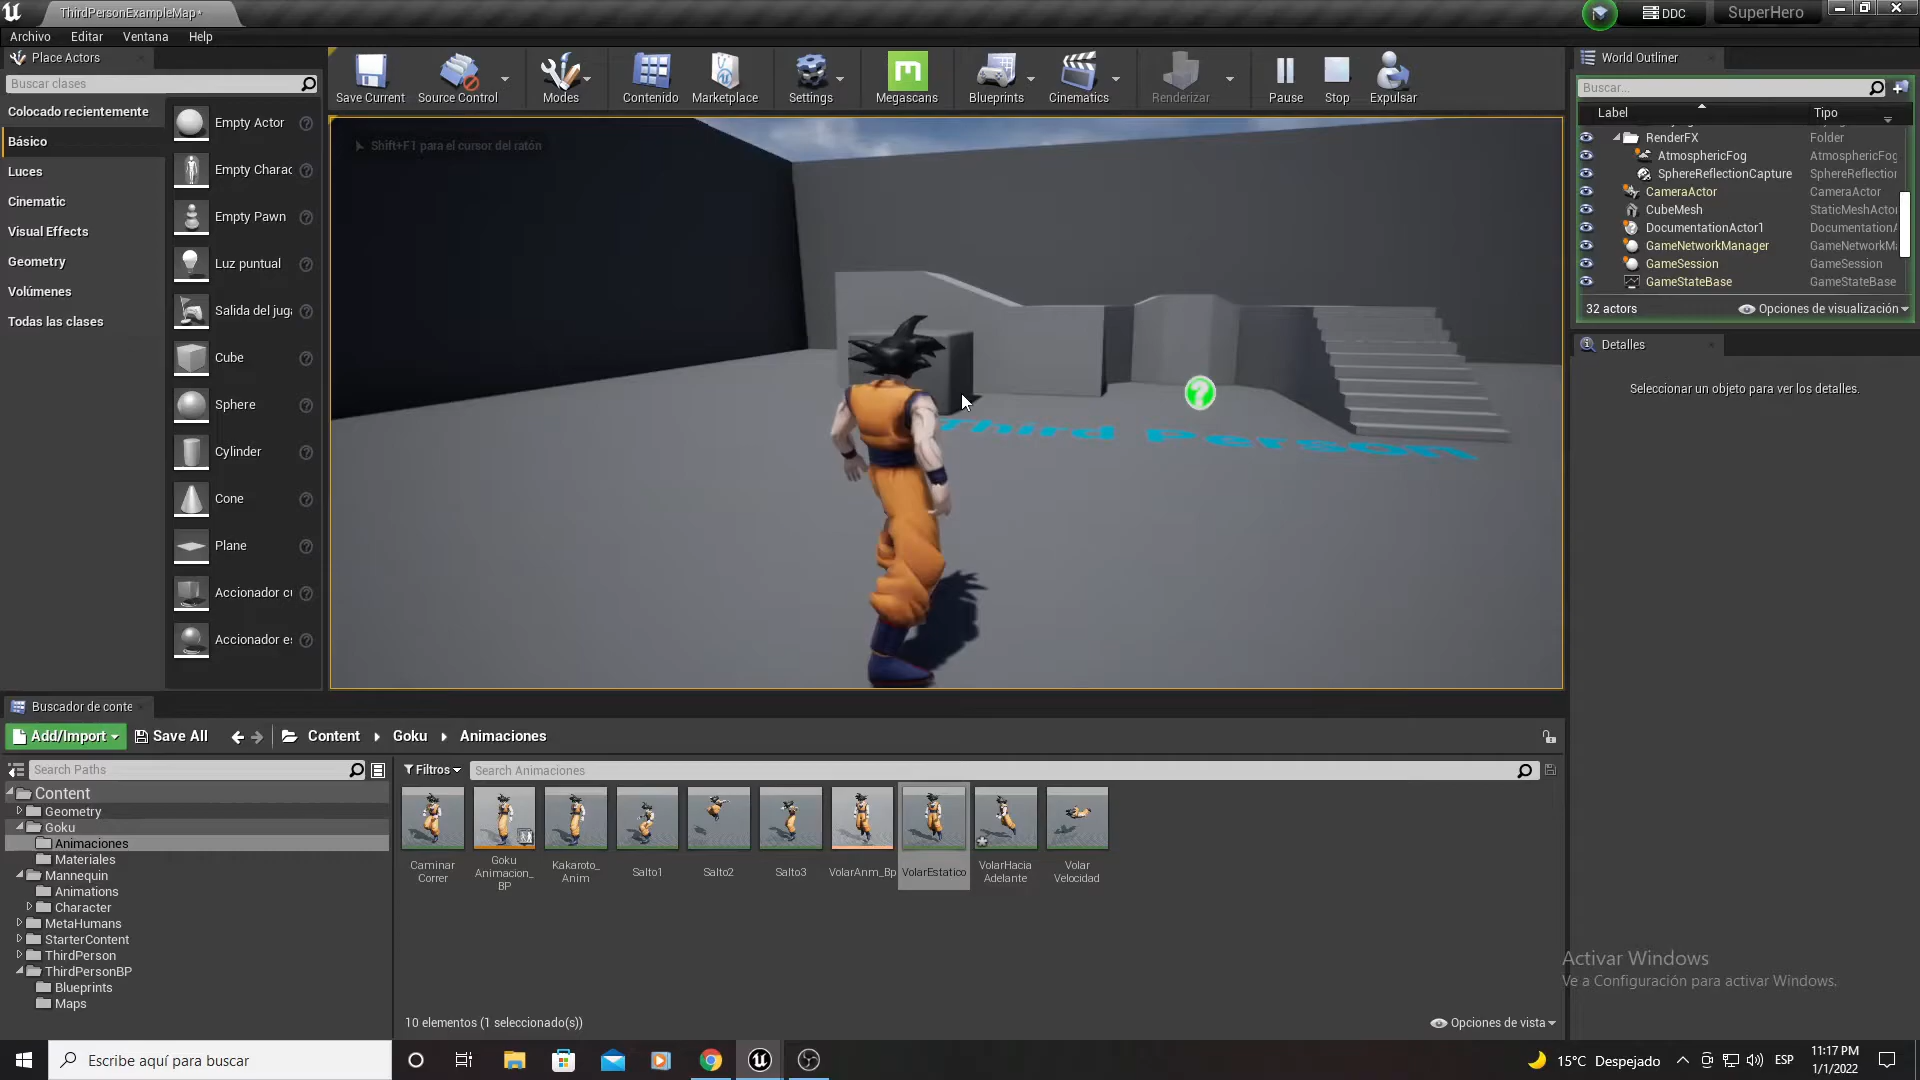 ThirdPersonExampleMap*
DDC
SuperHero
Archivo
Editar
Ventana
Help
Place Actors
Buscar clases
Colocado recientemente
Básico
Luces
Cinematic
Visual Effects
Geometry
Volúmenes
Todas las clases
Empty Actor
Empty Charac
Empty Pawn
Luz puntual
Salida del juga
Cube
Sphere
Cylinder
Cone
Plane
Accionador cu
Accionador es
Save Current
Source Control
Modes
Contenido
Marketplace
Settings
Megascans
Blueprints
Cinematics
Renderizar
Pause
Stop
Expulsar
Shift+F1 para el cursor del ratón
Third Person
World Outliner
Buscar...
Label
Tipo
RenderFX
Folder
AtmosphericFog
AtmosphericFog
SphereReflectionCapture
SphereReflection
CameraActor
CameraActor
CubeMesh
StaticMeshActo
DocumentationActor1
DocumentationA
GameNetworkManager
GameNetworkMa
GameSession
GameSession
GameStateBase
GameStateBase
32 actors
Opciones de visualización
Detalles
Seleccionar un objeto para ver los detalles.
Buscador de conte
Add/Import
Save All
Content
Goku
Animaciones
Search Paths
Filtros
Search Animaciones
Content
Geometry
Goku
Animaciones
Materiales
Mannequin
Animations
Character
MetaHumans
StarterContent
ThirdPerson
ThirdPersonBP
Blueprints
Maps
Caminar
Correr
Goku
Animacion_
BP
Kakaroto_
Anim
Salto1
Salto2
Salto3
VolarAnm_Bp
VolarEstatico
VolarHacia
Adelante
Volar
Velocidad
10 elementos (1 seleccionado(s))
Opciones de vista
Activar Windows
Ve a Configuración para activar Windows.
Escribe aquí para buscar
15°C Despejado
ESP
11:17 PM
1/1/2022